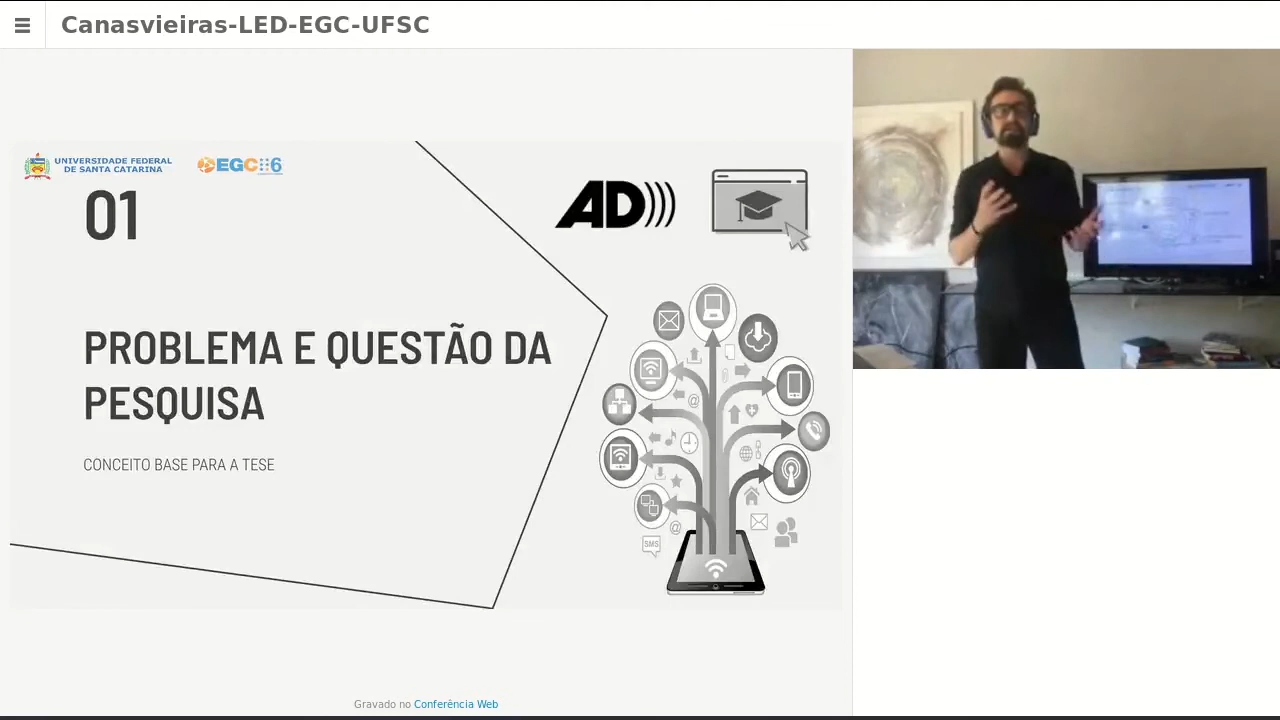 Canasvieiras-LED-EGC-UFSC
UNIVERSIDADE FEDERAL
DE SANTA CATARINA
EGC 6
01
AD
PROBLEMA E QUESTÃO DA
PESQUISA
CONCEITO BASE PARA A TESE
@
@
SMS
Gravado no Conferência Web